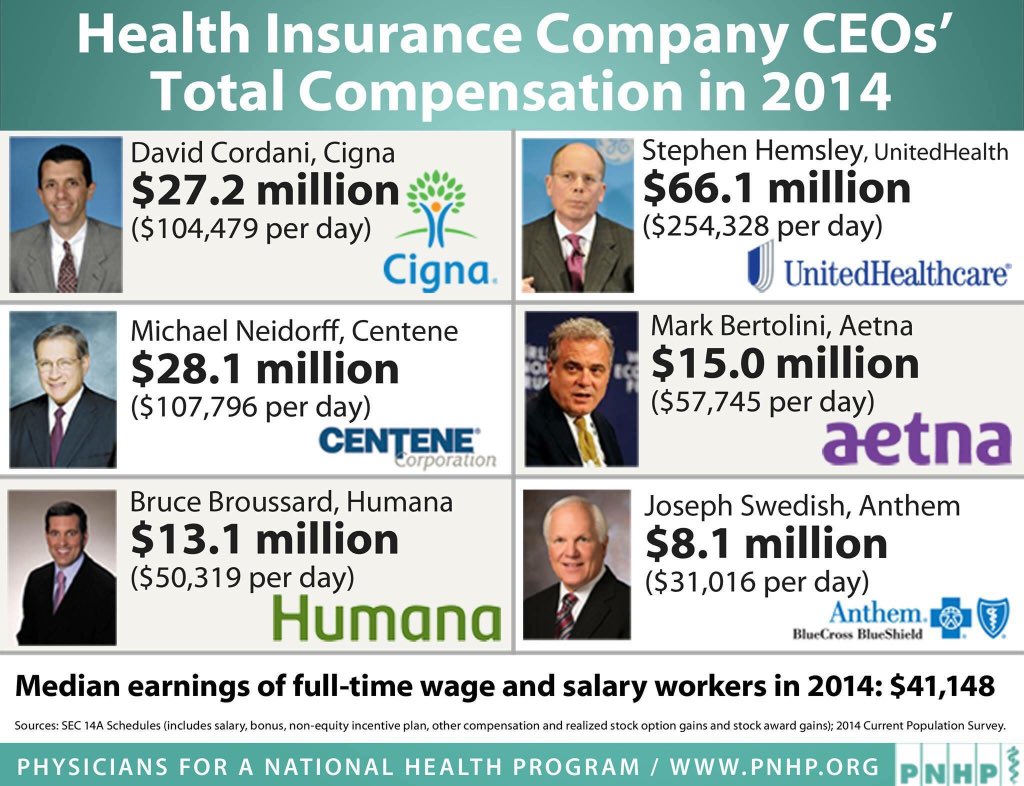 Health Insurance Company CEOs'
Total Compensation in 2014
David Cordani, Cigna
$27.2 million
($104,479 per day)
Cigna®
Stephen Hemsley, UnitedHealth
$66.1 million
($254,328 per day)
UnitedHealthcare®
Michael Neidorff, Centene
$28.1 million
($107,796 per day)
CENTENE®
Corporation
Mark Bertolini, Aetna
$15.0 million
($57,745 per day)
aetna
Bruce Broussard, Humana
$13.1 million
($50,319 per day)
Humana
Joseph Swedish, Anthem
$8.1 million
($31,016 per day)
Anthem.
BlueCross BlueShield
Median earnings of full-time wage and salary workers in 2014: $41,148
Sources: SEC 14A Schedules (includes salary, bonus, non-equity incentive plan, other compensation and realized stock option gains and stock award gains); 2014 Current Population Survey.
PHYSICIANS FOR A NATIONAL HEALTH PROGRAM / WWW.PNHP.ORG
PNHP